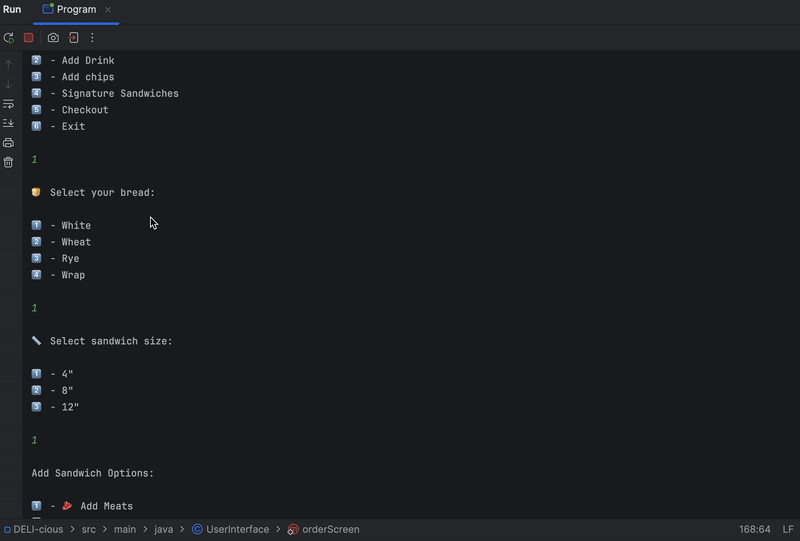 Run Program
2 - Add Drink
3 - Add chips
4 - Signature Sandwiches
5 - Checkout
6 - Exit
1
Select your bread:
1 - White
2 - Wheat
3 - Rye
4 - Wrap
1
Select sandwich size:
1 - 4"
2 - 8"
3 - 12"
1
Add Sandwich Options:
1 - Add Meats
DELI-cious > src > main > java > UserInterface > orderScreen 168:64 LF